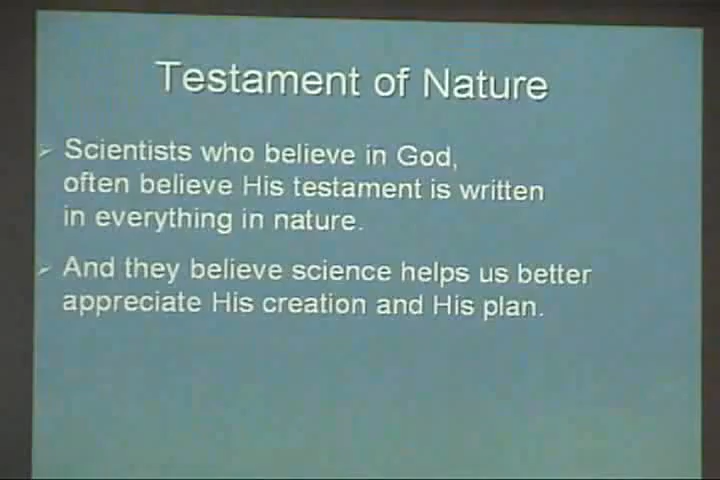 Testament of Nature
Scientists who believe in God,
often believe His testament is written
in everything in nature.
And they believe science helps us better
appreciate His creation and His plan.